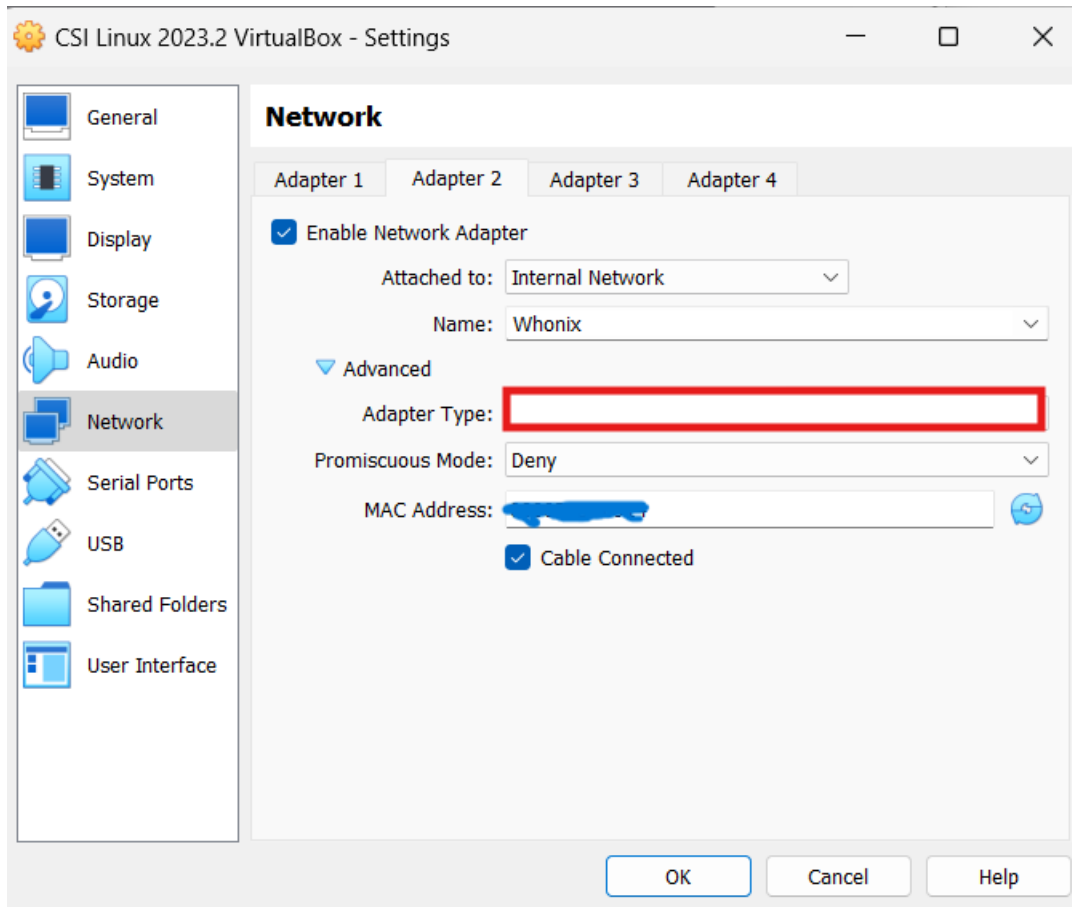 CSI Linux 2023.2 VirtualBox - Settings
General
System
Display
Storage
Audio
Network
Serial Ports
USB
Shared Folders
User Interface
Network
Adapter 1 Adapter 2 Adapter 3 Adapter 4
Enable Network Adapter
Attached to: Internal Network
Name: Whonix
Advanced
Adapter Type:
Promiscuous Mode: Deny
MAC Address:
Cable Connected
OK Cancel Help